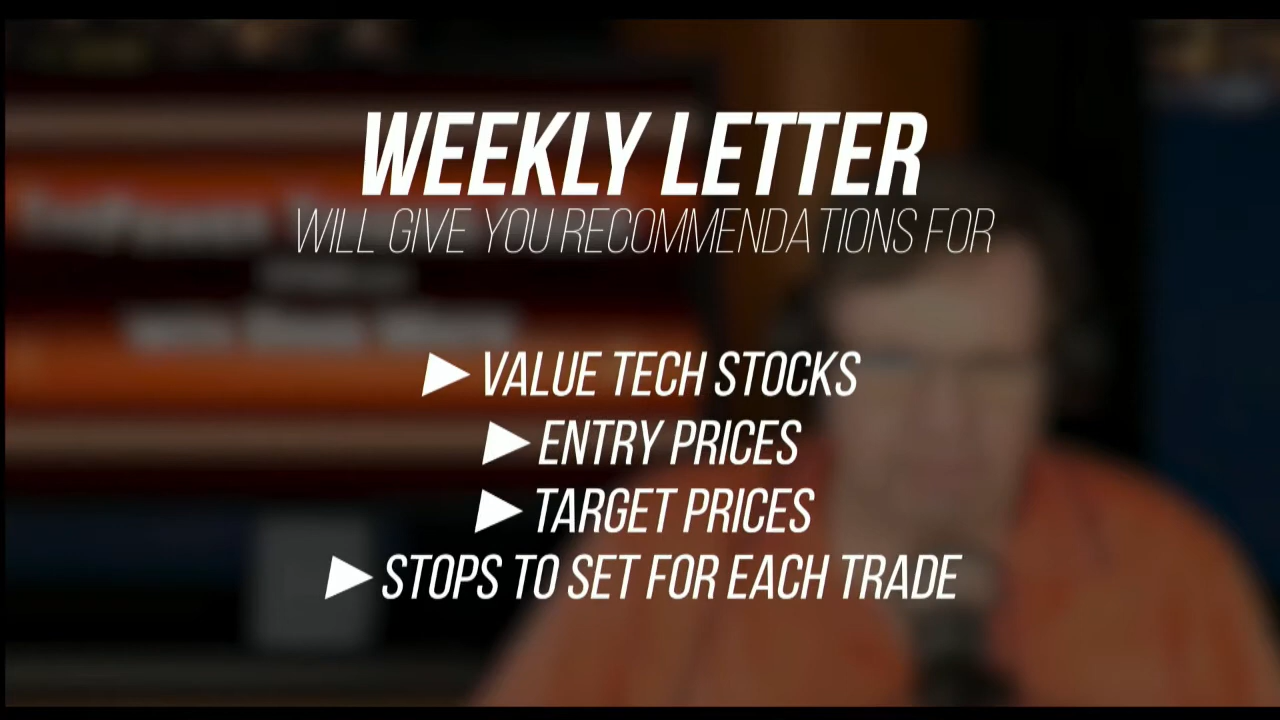 WEEKLY LETTER
WILL GIVE YOU RECOMMENDATIONS FOR
► VALUE TECH STOCKS
► ENTRY PRICES
► TARGET PRICES
► STOPS TO SET FOR EACH TRADE